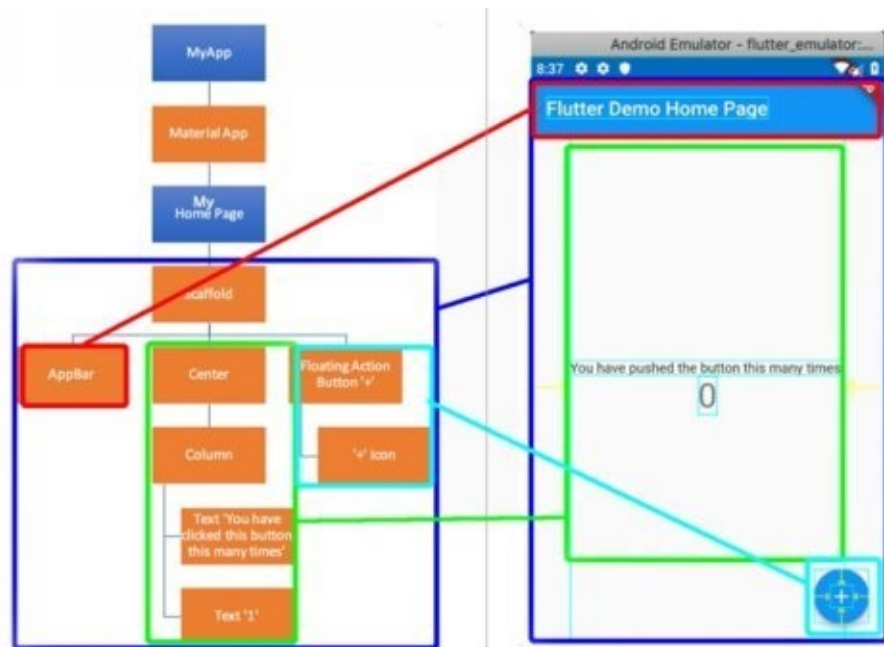 MyApp
Material App
My
Home Page
Scaffold
AppBar
Center
Floating Action
Button '+'
Column
'+' Icon
Text 'You have
clicked this button
this many times'
Text '1'
Android Emulator - flutter_emulator:...
8:37
Flutter Demo Home Page
You have pushed the button this many times
0